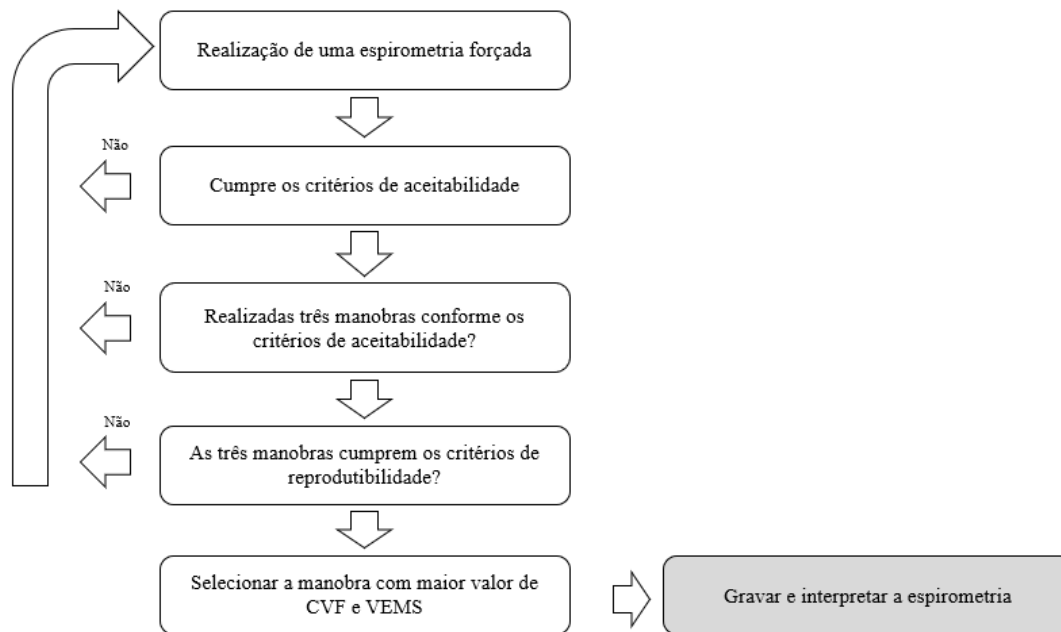 Realização de uma espirometria forçada
Não
Cumpre os critérios de aceitabilidade
Não
Realizadas três manobras conforme os
critérios de aceitabilidade?
Não
As três manobras cumprem os critérios de
reprodutibilidade?
Selecionar a manobra com maior valor de
CVF e VEMS
Gravar e interpretar a espirometria